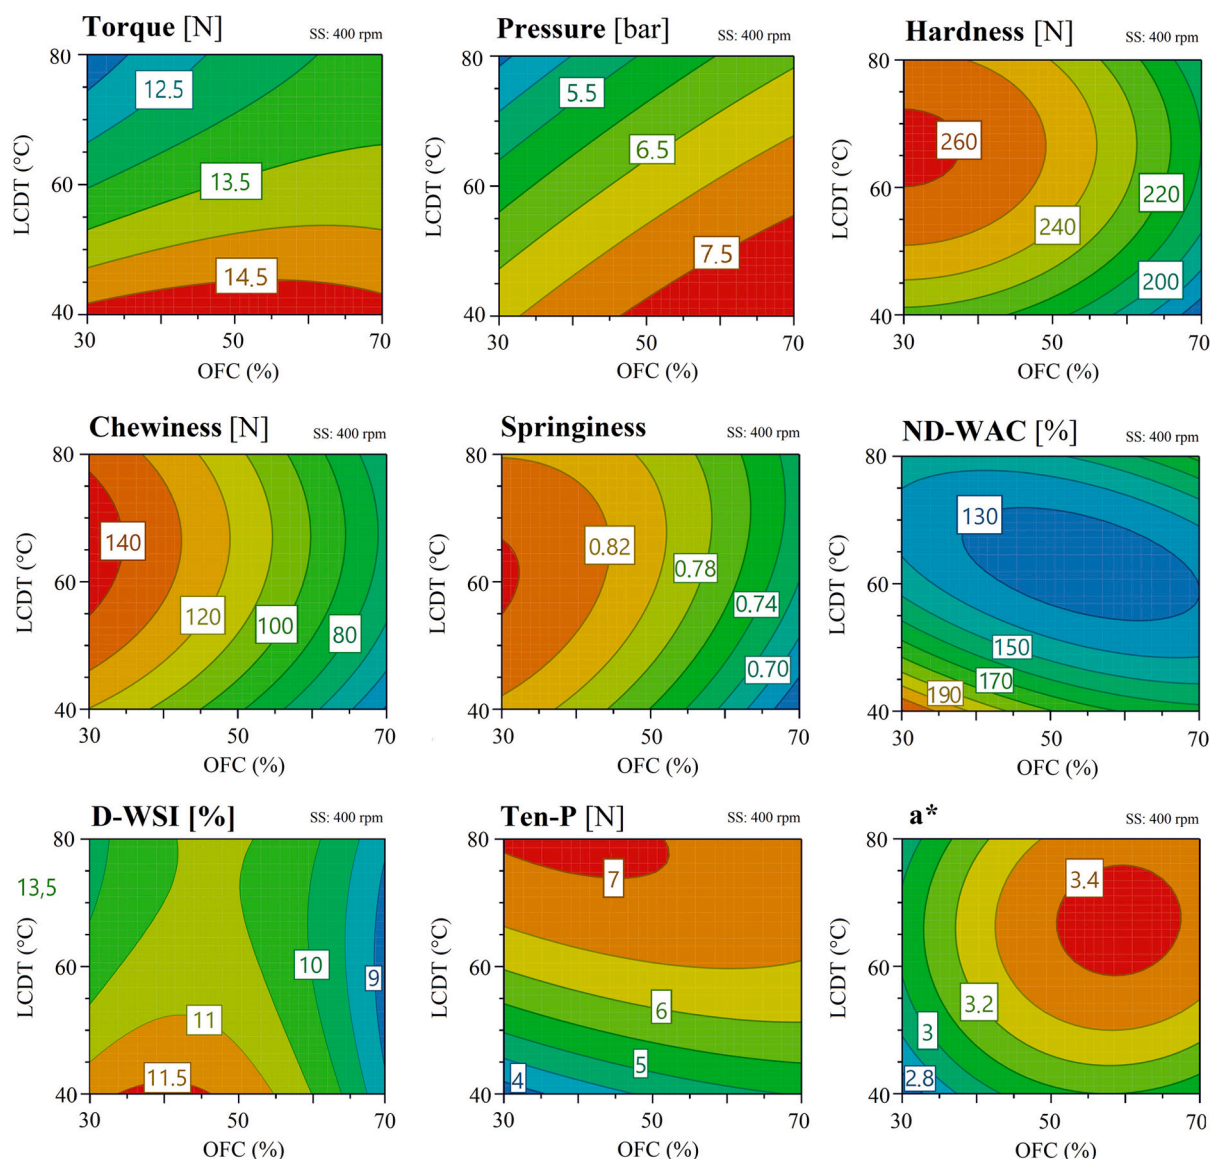 Torque [N] SS: 400 rpm
80
12.5
LCDT (°C)
60
13.5
14.5
40
30 50 70
OFC (%)
Pressure [bar] SS: 400 rpm
80
5.5
6.5
LCDT (°C)
60
7.5
40
30 50 70
OFC (%)
Hardness [N] SS: 400 rpm
80
260
LCDT (°C)
60
220
240
200
40
30 50 70
OFC (%)
Chewiness [N] SS: 400 rpm
80
140
LCDT (°C)
60
120
100
80
40
30 50 70
OFC (%)
Springiness SS: 400 rpm
80
0.82
0.78
LCDT (°C)
60
0.74
0.70
40
30 50 70
OFC (%)
ND-WAC [%] SS: 400 rpm
80
130
LCDT (°C)
60
150
170
190
40
30 50 70
OFC (%)
D-WSI [%] SS: 400 rpm
80
13,5
LCDT (°C)
60
10
9
11
11.5
40
30 50 70
OFC (%)
Ten-P [N] SS: 400 rpm
80
7
LCDT (°C)
60
6
5
4
40
30 50 70
OFC (%)
a* SS: 400 rpm
80
3.4
LCDT (°C)
60
3.2
3
2.8
40
30 50 70
OFC (%)